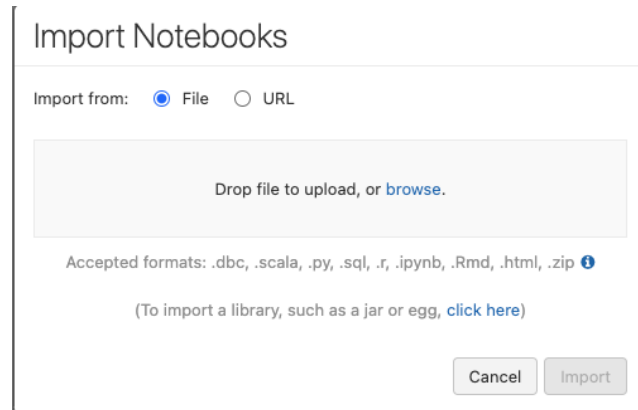 Import Notebooks
Import from: File URL
Drop file to upload, or browse.
Accepted formats: .dbc, .scala, .py, .sql, .r, .ipynb, .Rmd, .html, .zip
(To import a library, such as a jar or egg, click here)
Cancel Import